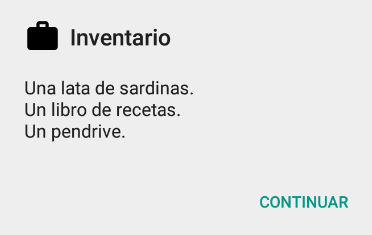 Inventario
Una lata de sardinas.
Un libro de recetas.
Un pendrive.
CONTINUAR